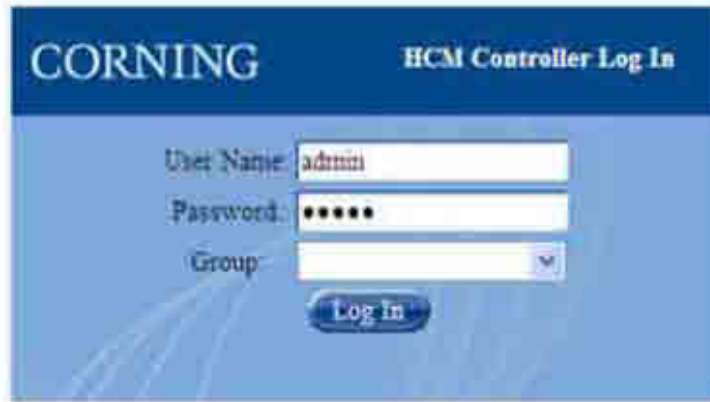 CORNING
HCM Controller Log In
User Name: admin
Password: •••••
Group:
Log In